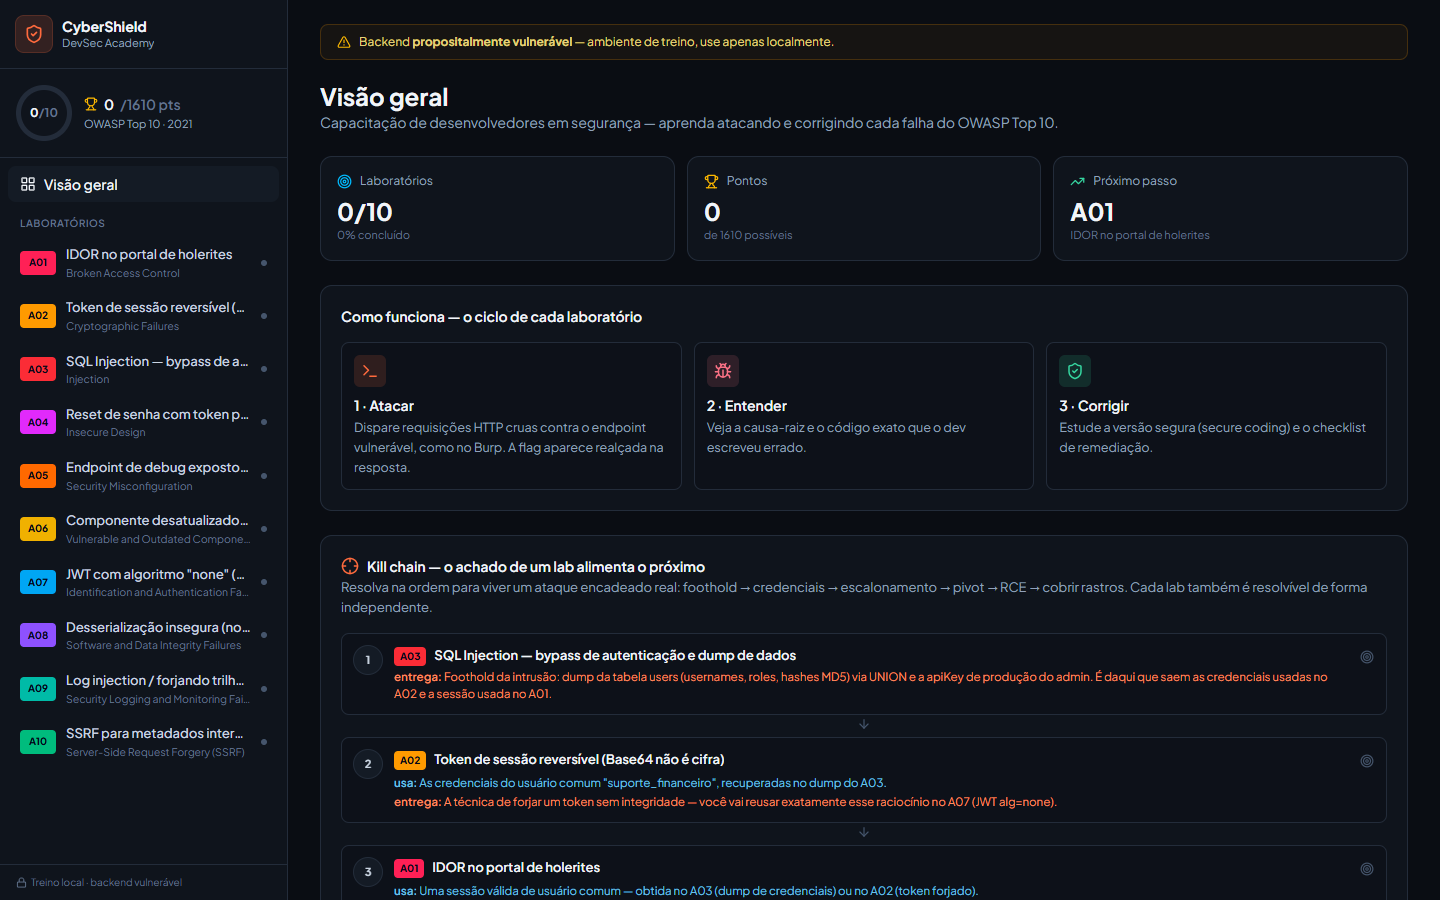 CyberShield
DevSec Academy
0/10
0 /1610 pts
OWASP Top 10 · 2021
Visão geral
LABORATÓRIOS
A01
IDOR no portal de holerites
Broken Access Control
A02
Token de sessão reversível (...
Cryptographic Failures
A03
SQL Injection — bypass de a...
Injection
A04
Reset de senha com token p...
Insecure Design
A05
Endpoint de debug exposto...
Security Misconfiguration
A06
Componente desatualizado...
Vulnerable and Outdated Compone...
A07
JWT com algoritmo "none" (...
Identification and Authentication Fa...
A08
Desserialização insegura (no...
Software and Data Integrity Failures
A09
Log injection / forjando trilh...
Security Logging and Monitoring Fai...
A10
SSRF para metadados inter...
Server-Side Request Forgery (SSRF)
Treino local · backend vulnerável
Backend propositalmente vulnerável — ambiente de treino, use apenas localmente.
Visão geral
Capacitação de desenvolvedores em segurança — aprenda atacando e corrigindo cada falha do OWASP Top 10.
Laboratórios
0/10
0% concluído
Pontos
0
de 1610 possíveis
Próximo passo
A01
IDOR no portal de holerites
Como funciona — o ciclo de cada laboratório
1 · Atacar
Dispare requisições HTTP cruas contra o endpoint
vulnerável, como no Burp. A flag aparece realçada na
resposta.
2 · Entender
Veja a causa-raiz e o código exato que o dev
escreveu errado.
3 · Corrigir
Estude a versão segura (secure coding) e o checklist
de remediação.
Kill chain — o achado de um lab alimenta o próximo
Resolva na ordem para viver um ataque encadeado real: foothold → credenciais → escalonamento → pivot → RCE → cobrir rastros. Cada lab também é resolvível de forma
independente.
1
A03 SQL Injection — bypass de autenticação e dump de dados
entrega: Foothold da intrusão: dump da tabela users (usernames, roles, hashes MD5) via UNION e a apiKey de produção do admin. É daqui que saem as credenciais usadas no
A02 e a sessão usada no A01.
2
A02 Token de sessão reversível (Base64 não é cifra)
usa: As credenciais do usuário comum "suporte_financeiro", recuperadas no dump do A03.
entrega: A técnica de forjar um token sem integridade — você vai reusar exatamente esse raciocínio no A07 (JWT alg=none).
3
A01 IDOR no portal de holerites
usa: Uma sessão válida de usuário comum — obtida no A03 (dump de credenciais) ou no A02 (token forjado).